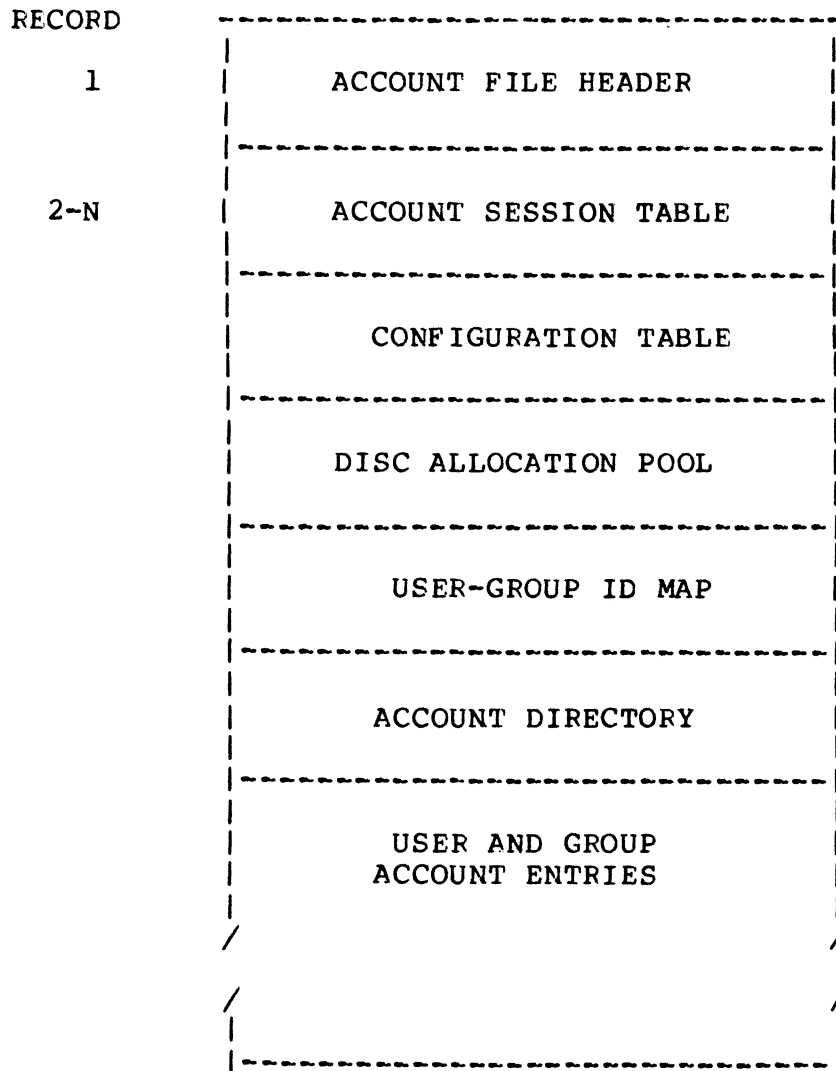 RECORD
1 ACCOUNT FILE HEADER
2-N ACCOUNT SESSION TABLE
CONFIGURATION TABLE
DISC ALLOCATION POOL
USER-GROUP ID MAP
ACCOUNT DIRECTORY
USER AND GROUP
ACCOUNT ENTRIES